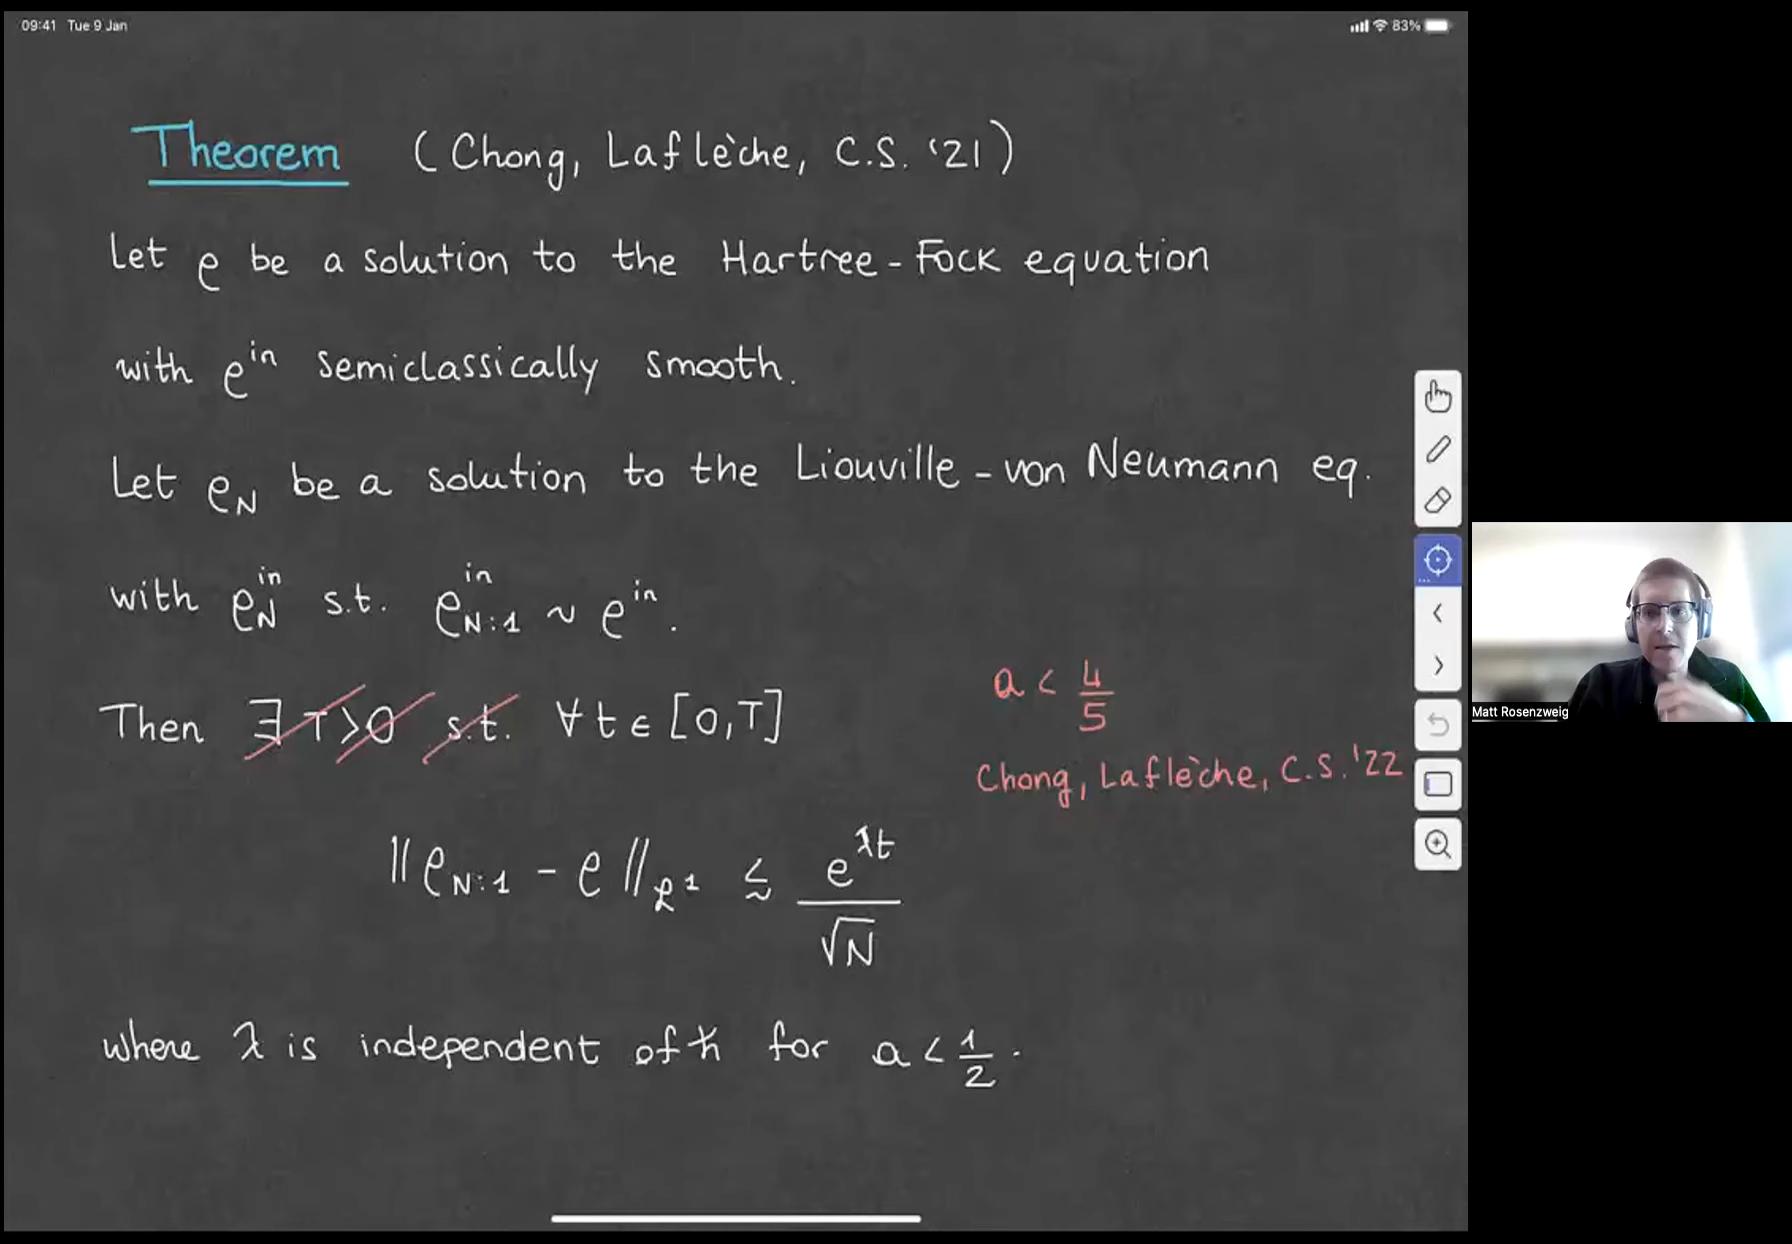 09:41 Tue 9 Jan
83%
Theorem (Chong, Laflèche, C.S. '21)
Let ρ be a solution to the Hartree-Fock equation
with ρ^in semiclassically smooth.
Let ρ_N be a solution to the Liouville-von Neumann eq.
with ρ_N^in s.t. ρ_{N:1}^in ~ ρ^in.
Then ∃ T>0 s.t. ∀ t ∈ [0,T]
a < 4/5
Chong, Laflèche, C.S. '22
||ρ_{N:1} - ρ||_{L^1} ≲ e^{λt}/√N
where λ is independent of ħ for a < 1/2.
Matt Rosenzweig